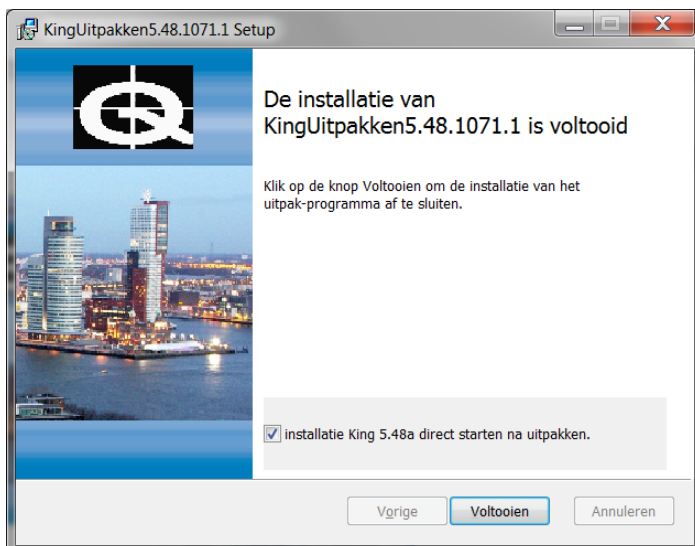 KingUitpakken5.48.1071.1 Setup
De installatie van
KingUitpakken5.48.1071.1 is voltooid
Klik op de knop Voltooien om de installatie van het
uitpak-programma af te sluiten.
installatie King 5.48a direct starten na uitpakken.
Vorige
Voltooien
Annuleren